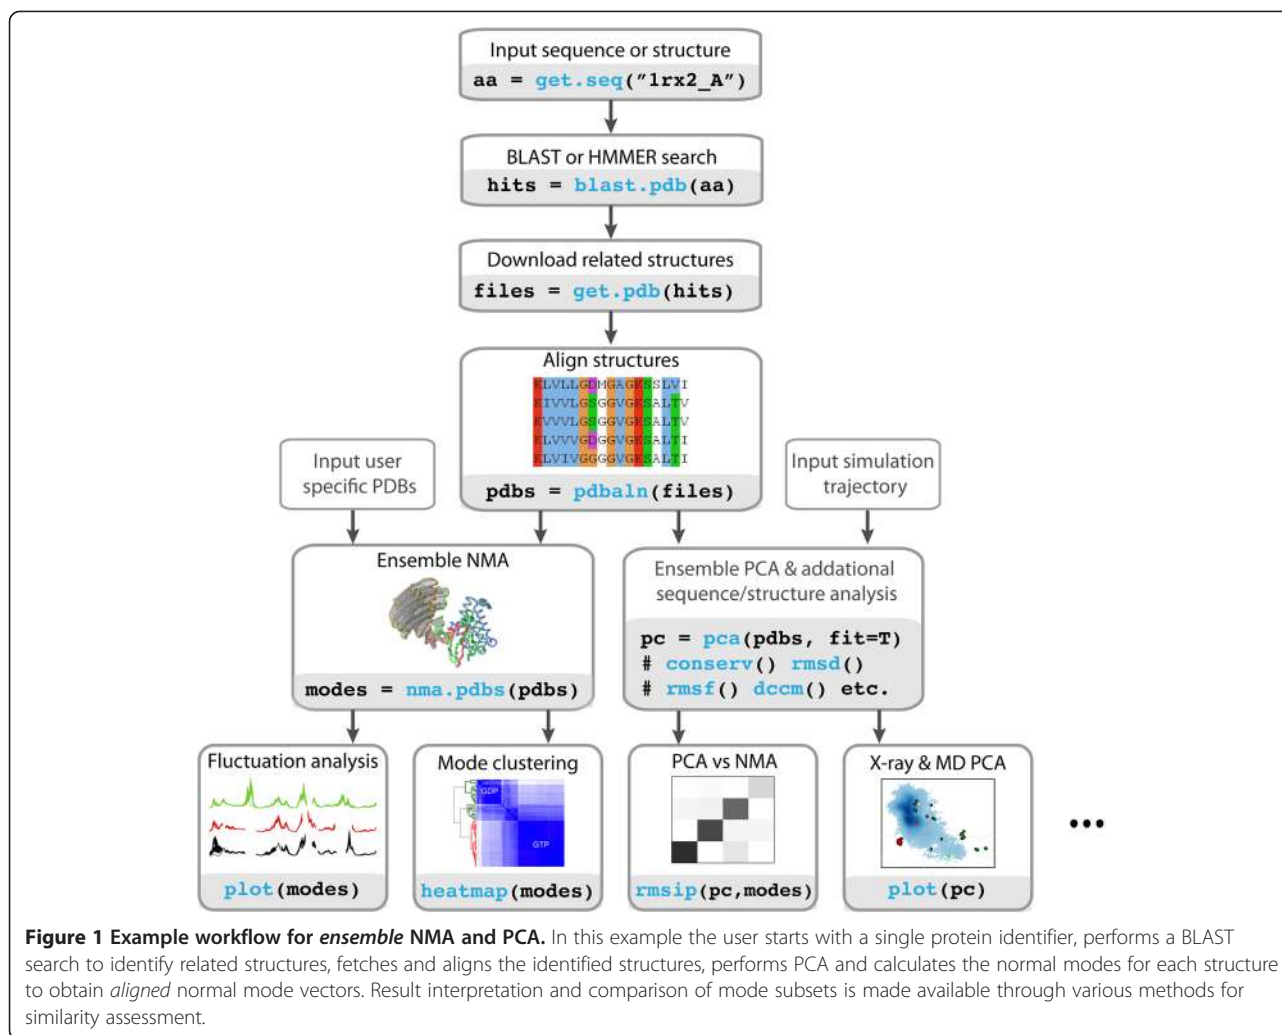 Input sequence or structure
aa = get.seq("1rx2_A")
BLAST or HMMER search
hits = blast.pdb(aa)
Download related structures
files = get.pdb(hits)
Align structures
KLVLLGDMGAGKSSLVI
KIVVLGSGGVGKSALTV
KVVVLGSGGVGKSALTV
KLVVVGDGGVGKSALTI
KLVIVGGGGVGKSALTI
pdbs = pdbaln(files)
Input user
specific PDBs
Input simulation
trajectory
Ensemble NMA
modes = nma.pdbs(pdbs)
Ensemble PCA & addational
sequence/structure analysis
pc = pca(pdbs, fit=T)
# conserv() rmsd()
# rmsf() dccm() etc.
Fluctuation analysis
plot(modes)
Mode clustering
GDP
GTP
heatmap(modes)
PCA vs NMA
rmsip(pc,modes)
X-ray & MD PCA
plot(pc)
•••
Figure 1 Example workflow for ensemble NMA and PCA. In this example the user starts with a single protein identifier, performs a BLAST
search to identify related structures, fetches and aligns the identified structures, performs PCA and calculates the normal modes for each structure
to obtain aligned normal mode vectors. Result interpretation and comparison of mode subsets is made available through various methods for
similarity assessment.